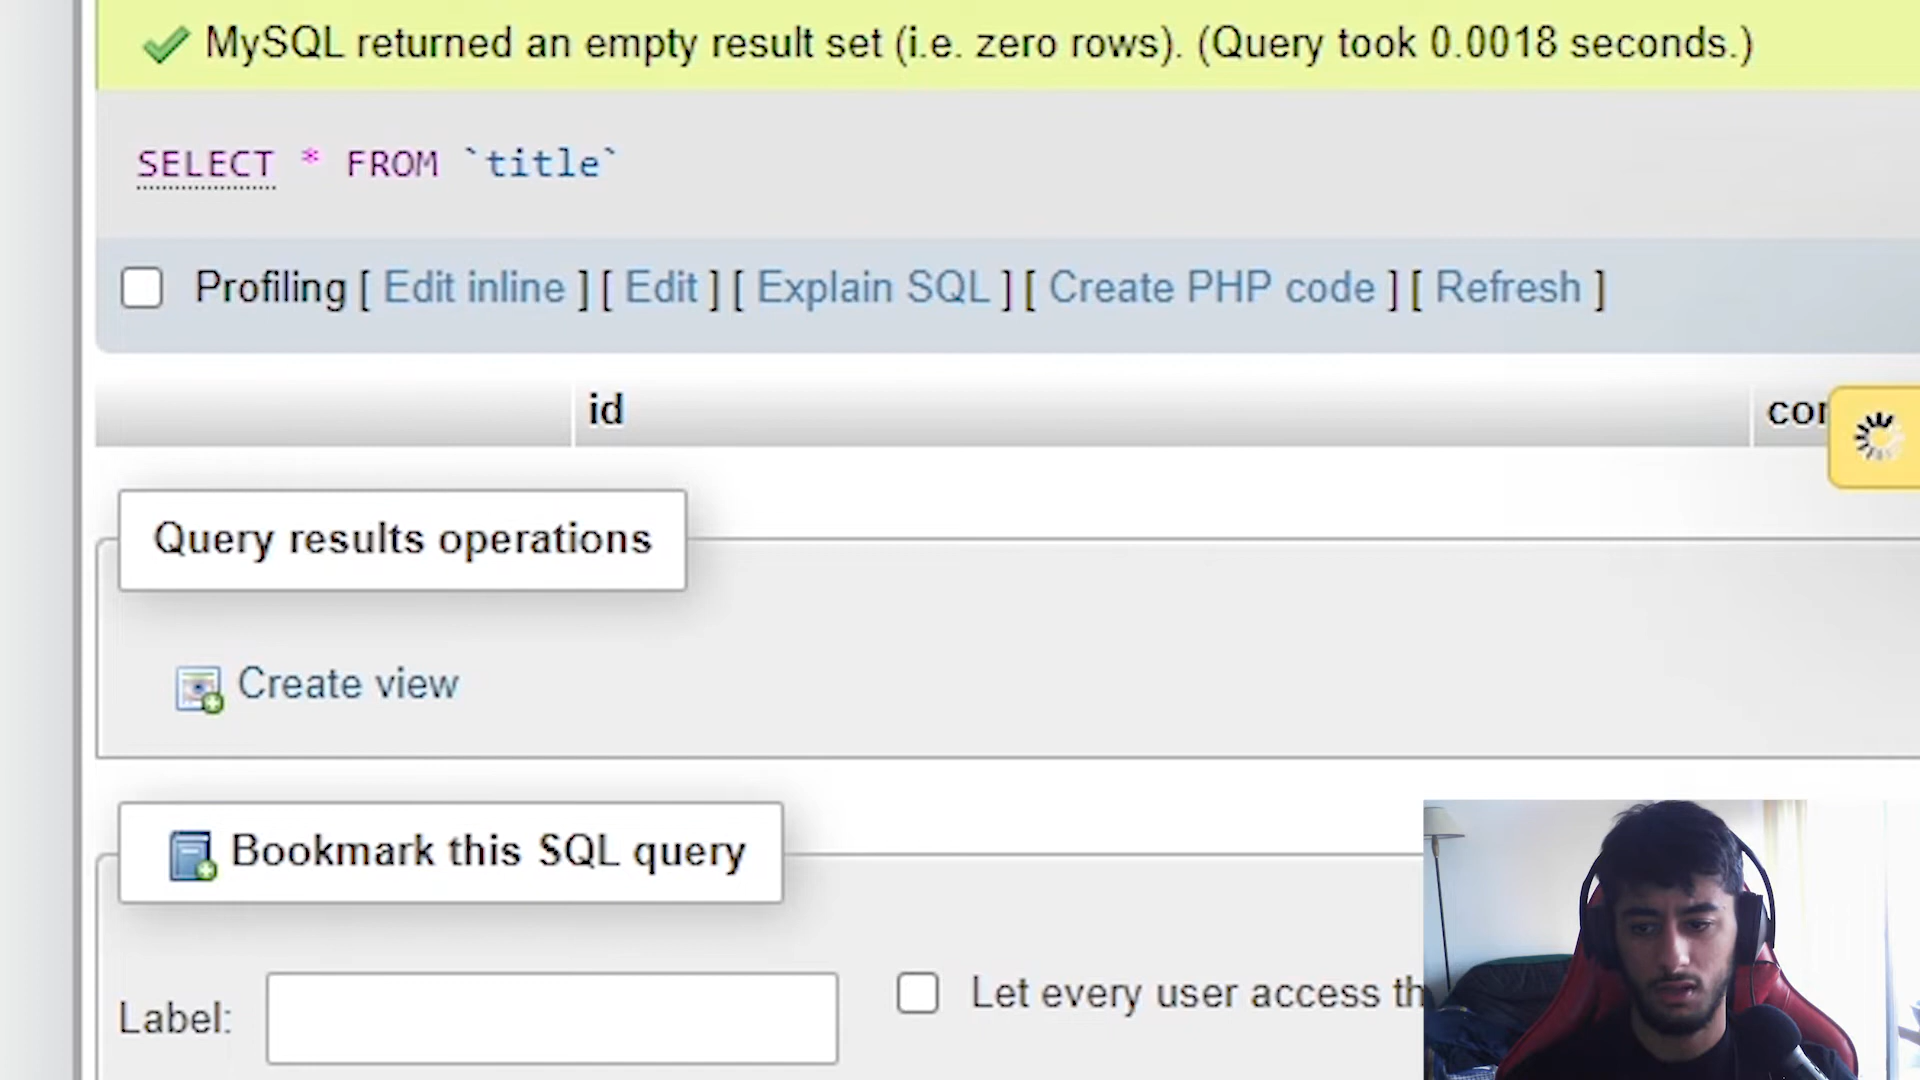 MySQL returned an empty result set (i.e. zero rows). (Query took 0.0018 seconds.)
SELECT * FROM `title`
Profiling [ Edit inline ] [ Edit ] [ Explain SQL ] [ Create PHP code ] [ Refresh ]
id
Query results operations
Create view
Bookmark this SQL query
Label:
Let every user access